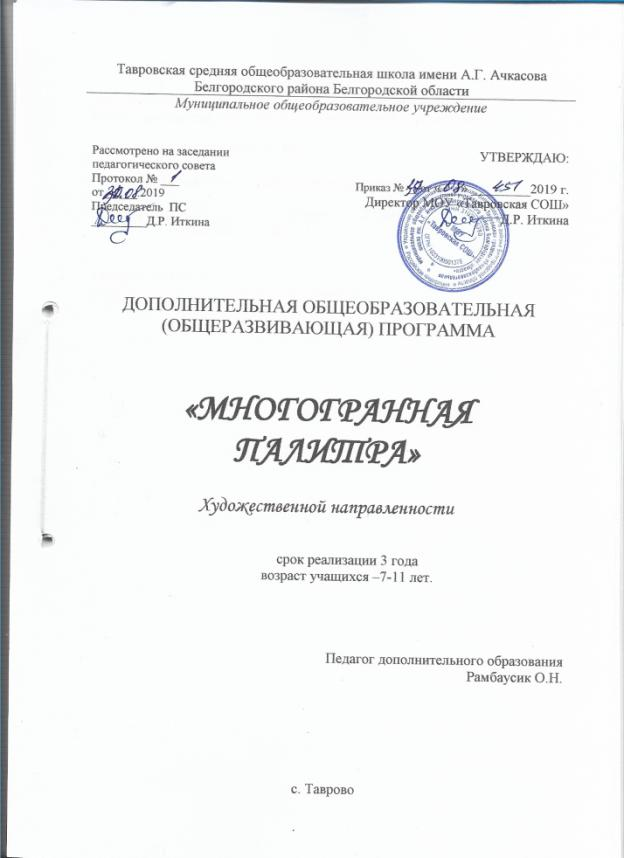 Тавровская средняя общеобразовательная школа имени А.Г. Ачкасова
Белгородского района Белгородской области
Муниципальное общеобразовательное учреждение
Рассмотрено на заседании
педагогического совета
Протокол № 1
от 08 2019
Председатель ПС
Д.Р. Иткина
УТВЕРЖДАЮ:
Приказ № 08 451 2019 г.
Директор МОУ «Тавровская СОШ»
Д.Р. Иткина
«Тавровская СОШ»
ДОПОЛНИТЕЛЬНАЯ ОБЩЕОБРАЗОВАТЕЛЬНАЯ
(ОБЩЕРАЗВИВАЮЩАЯ) ПРОГРАММА
«МНОГОГРАННАЯ
ПАЛИТРА»
Художественной направленности
срок реализации 3 года
возраст учащихся –7-11 лет.
Педагог дополнительного образования
Рамбаусик О.Н.
с. Таврово